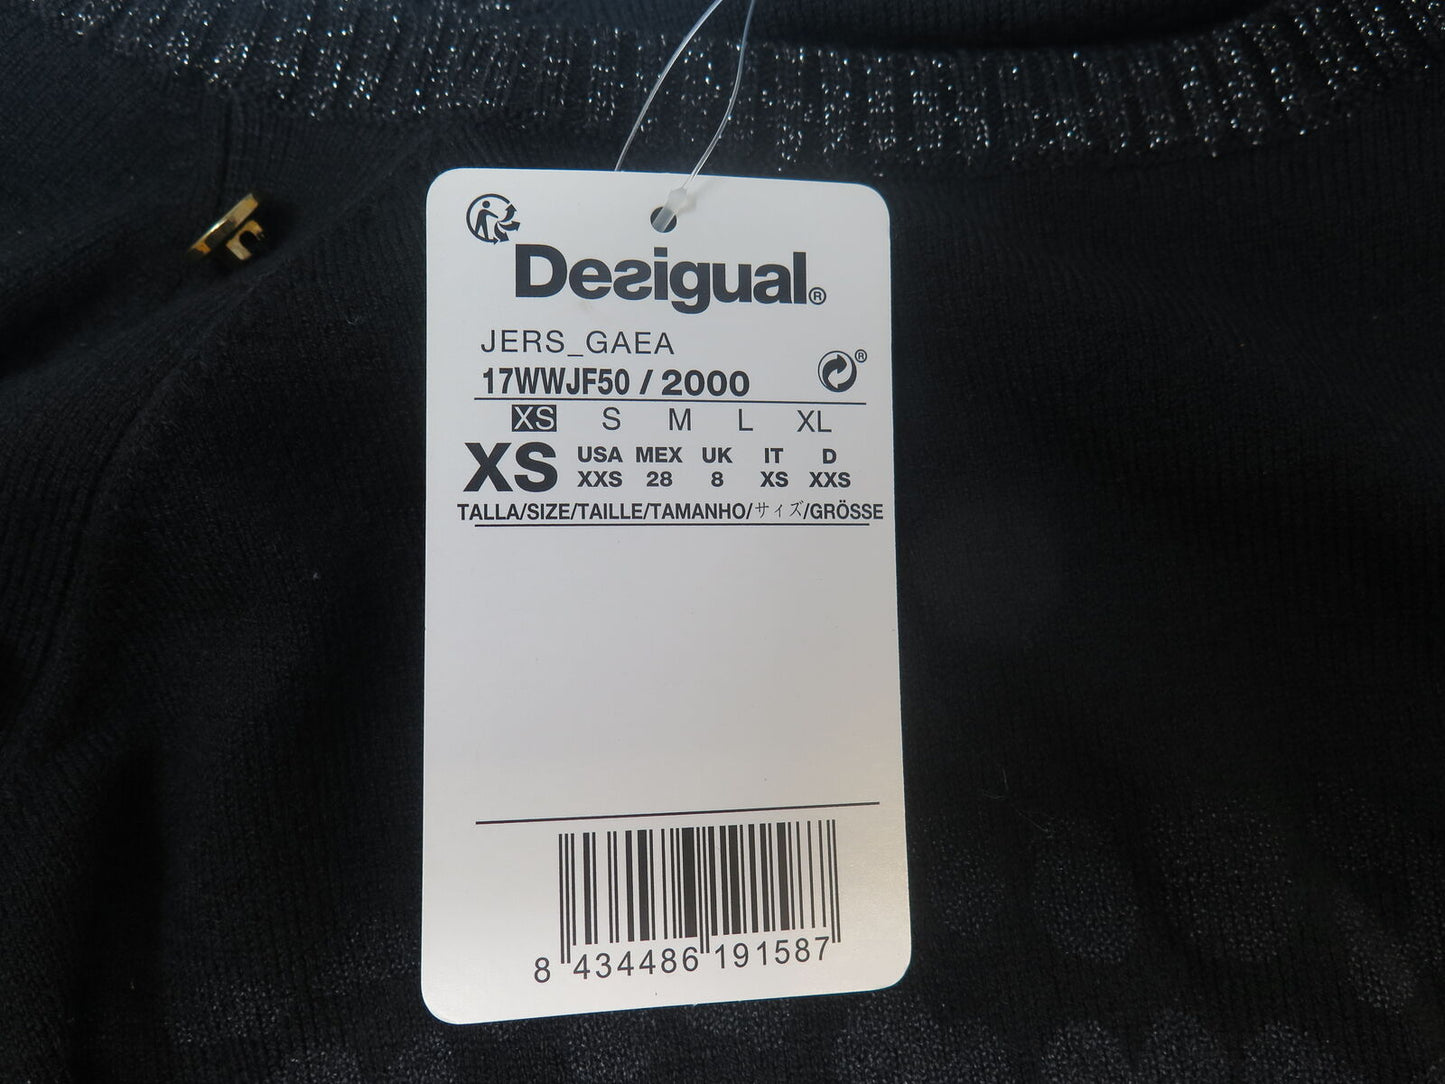 Desigual®
JERS_GAEA
17WWJF50 / 2000
®
XS S M L XL
XS USA MEX UK IT D
XXS 28 8 XS XXS
TALLA/SIZE/TAILLE/TAMANHO/サイズ/GRÖSSE
8 434486 191587